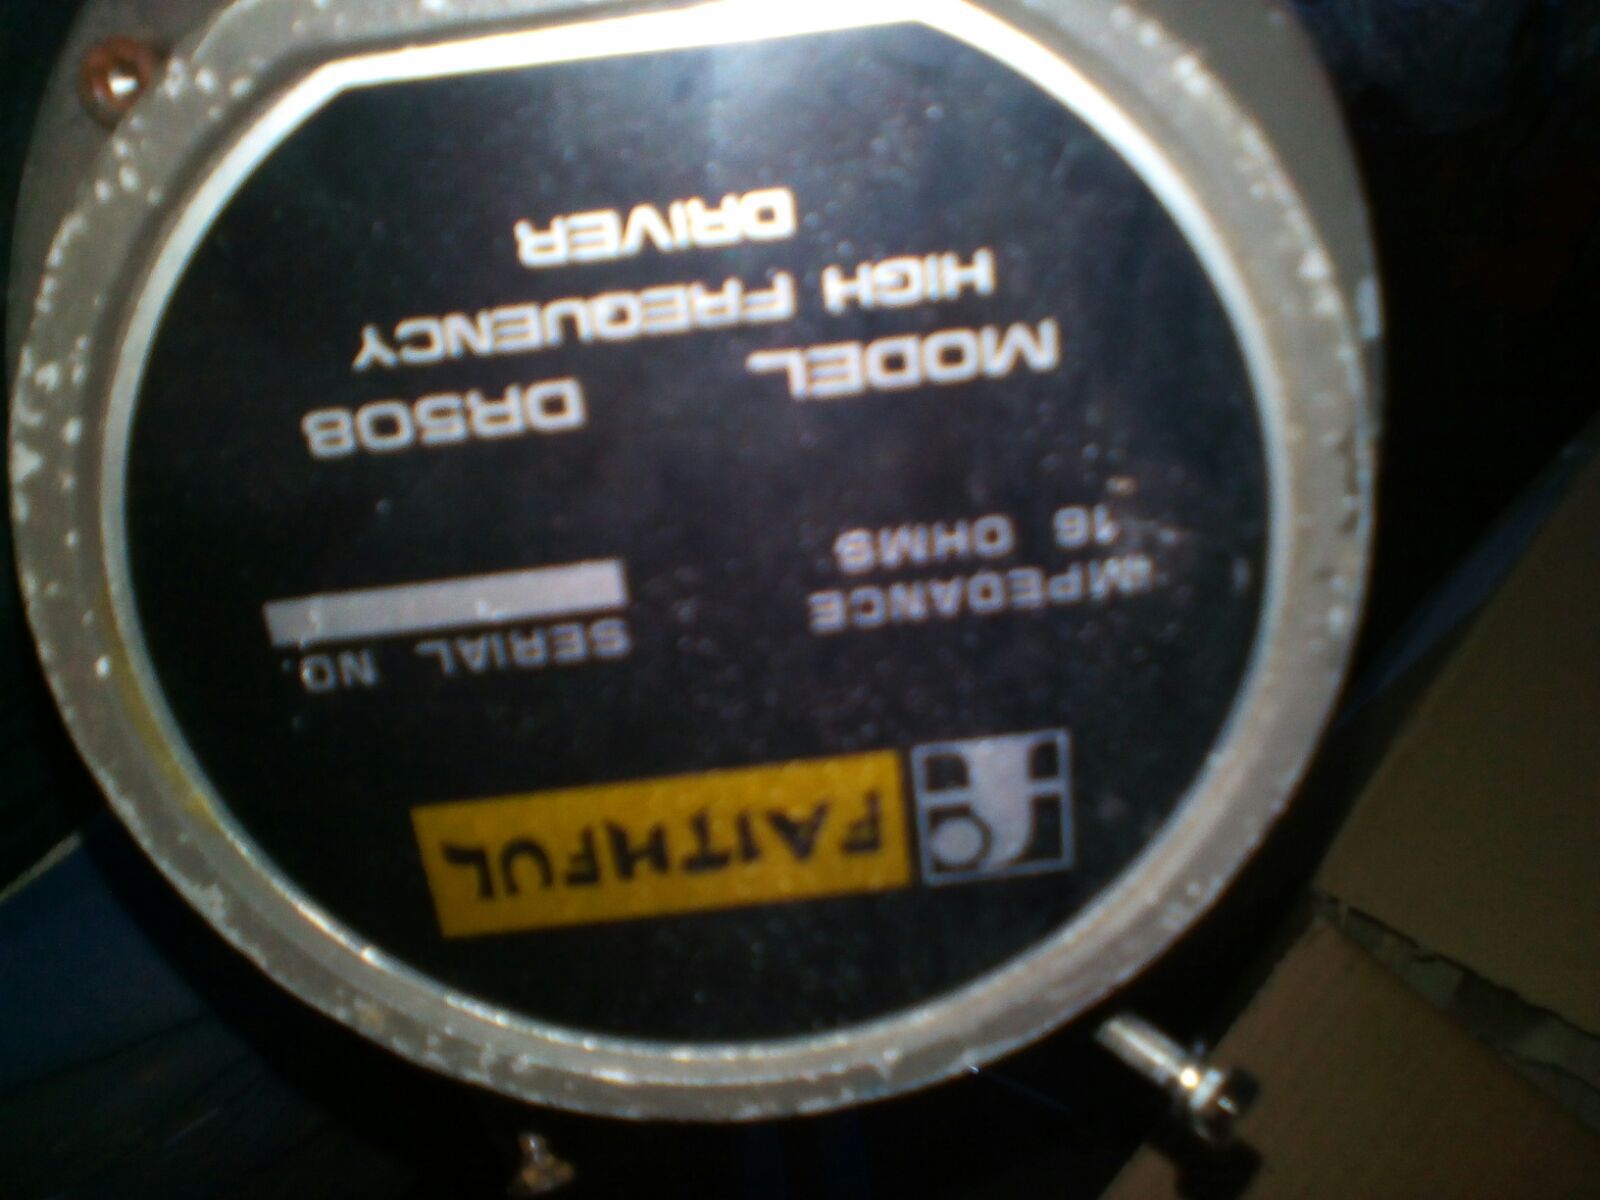 FAITHFUL
IMPEDANCE
16 OHMS
SERIAL NO.
MODEL DR508
HIGH FREQUENCY
DRIVER